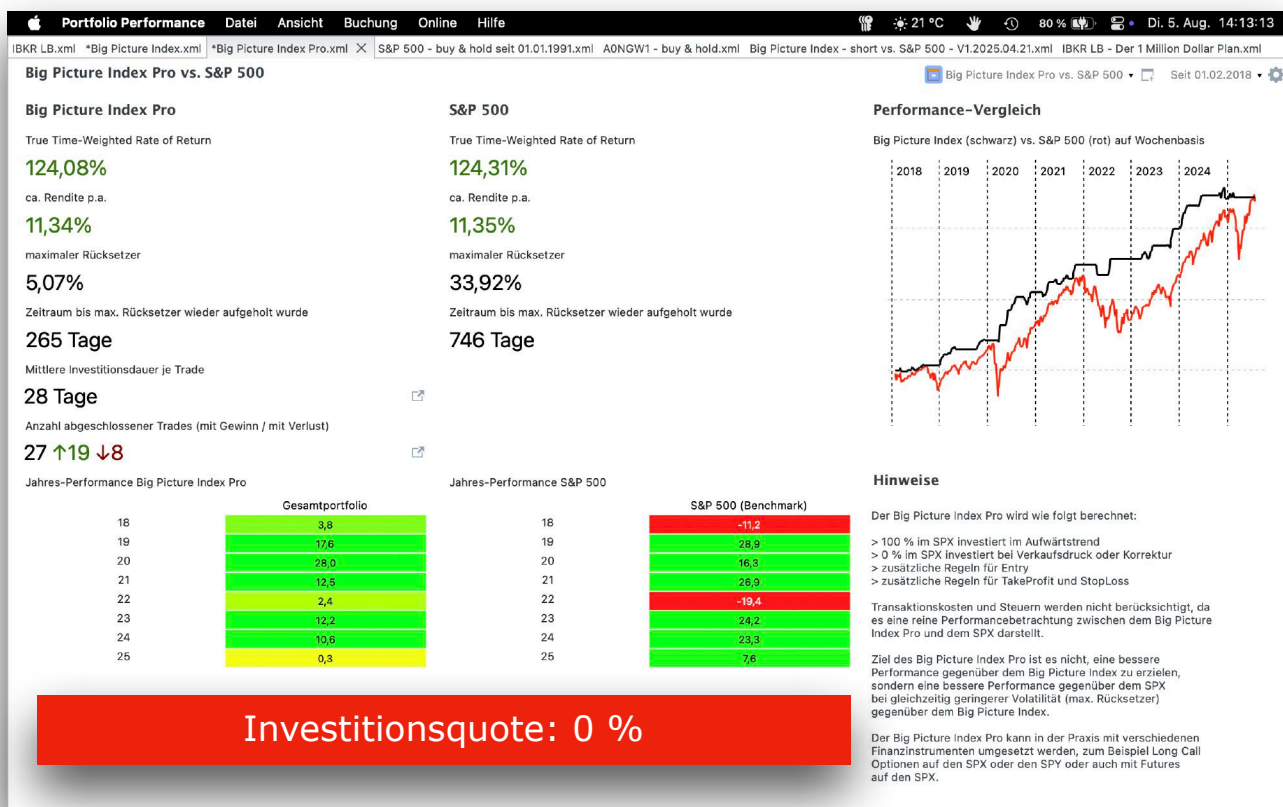 Portfolio Performance Datei Ansicht Buchung Online Hilfe 21 °C 80 % Di. 5. Aug. 14:13:13
IBKR LB.xml *Big Picture Index.xml *Big Picture Index Pro.xml S&P 500 - buy & hold seit 01.01.1991.xml A0NGW1 - buy & hold.xml Big Picture Index - short vs. S&P 500 - V1.2025.04.21.xml IBKR LB - Der 1 Million Dollar Plan.xml
Big Picture Index Pro vs. S&P 500
Big Picture Index Pro vs. S&P 500 Seit 01.02.2018
Big Picture Index Pro
True Time-Weighted Rate of Return
124,08%
ca. Rendite p.a.
11,34%
maximaler Rücksetzer
5,07%
Zeitraum bis max. Rücksetzer wieder aufgeholt wurde
265 Tage
Mittlere Investitionsdauer je Trade
28 Tage
Anzahl abgeschlossener Trades (mit Gewinn / mit Verlust)
27 ↑19 ↓8
Jahres-Performance Big Picture Index Pro
Gesamtportfolio
18 3,8
19 17,6
20 28,0
21 12,5
22 2,4
23 12,2
24 10,6
25 0,3
S&P 500
True Time-Weighted Rate of Return
124,31%
ca. Rendite p.a.
11,35%
maximaler Rücksetzer
33,92%
Zeitraum bis max. Rücksetzer wieder aufgeholt wurde
746 Tage
Jahres-Performance S&P 500
S&P 500 (Benchmark)
18 -11,2
19 28,9
20 16,3
21 26,9
22 -19,4
23 24,2
24 23,3
25 7,6
Investitionsquote: 0 %
Performance-Vergleich
Big Picture Index (schwarz) vs. S&P 500 (rot) auf Wochenbasis
2018 2019 2020 2021 2022 2023 2024
Hinweise
Der Big Picture Index Pro wird wie folgt berechnet:
> 100 % im SPX investiert im Aufwärtstrend
> 0 % im SPX investiert bei Verkaufsdruck oder Korrektur
> zusätzliche Regeln für Entry
> zusätzliche Regeln für TakeProfit und StopLoss
Transaktionskosten und Steuern werden nicht berücksichtigt, da
es eine reine Performancebetrachtung zwischen dem Big Picture
Index Pro und dem SPX darstellt.
Ziel des Big Picture Index Pro ist es nicht, eine bessere
Performance gegenüber dem Big Picture Index zu erzielen,
sondern eine bessere Performance gegenüber dem SPX
bei gleichzeitig geringerer Volatilität (max. Rücksetzer)
gegenüber dem Big Picture Index.
Der Big Picture Index Pro kann in der Praxis mit verschiedenen
Finanzinstrumenten umgesetzt werden, zum Beispiel Long Call
Optionen auf den SPX oder den SPY oder auch mit Futures
auf den SPX.